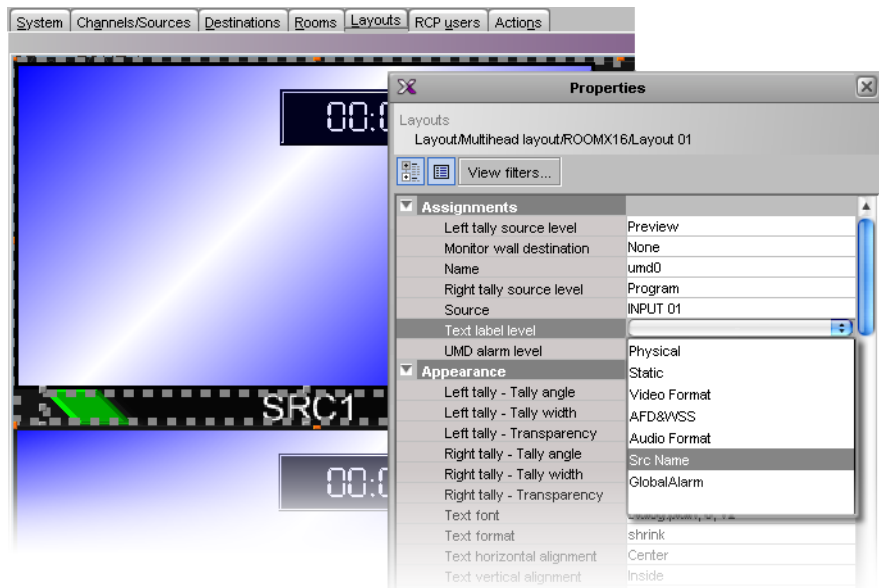 System Channels/Sources Destinations Rooms Layouts RCP users Actions
Properties
Layouts
Layout/Multihead layout/ROOMX16/Layout 01
View filters...
Assignments
Left tally source level Preview
Monitor wall destination None
Name umd0
Right tally source level Program
Source INPUT 01
Text label level
UMD alarm level
Physical
Static
Video Format
AFD&WSS
Audio Format
Src Name
GlobalAlarm
Appearance
Left tally - Tally angle
Left tally - Tally width
Left tally - Transparency
Right tally - Tally angle
Right tally - Tally width
Right tally - Transparency
Text font
Text format shrink
Text horizontal alignment Center
Text vertical alignment Inside
SRC1